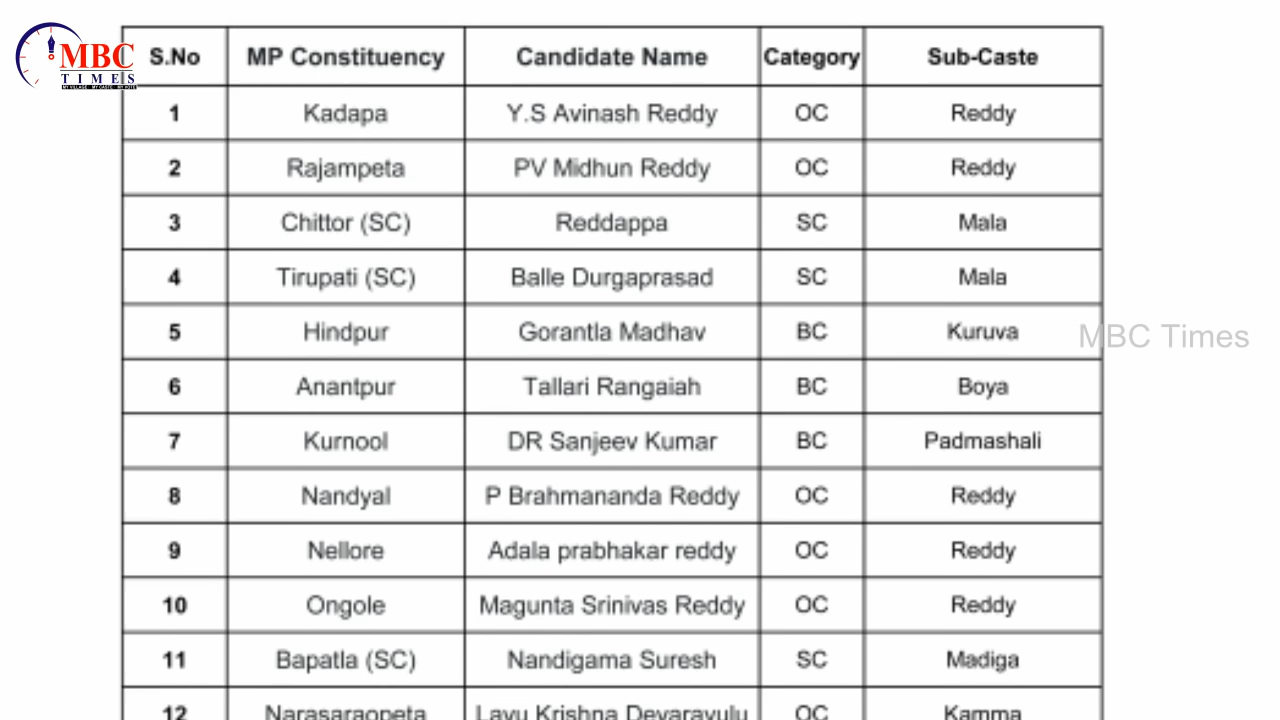 MBC
TIMES
S.No MP Constituency Candidate Name Category Sub-Caste
1 Kadapa Y.S Avinash Reddy OC Reddy
2 Rajampeta PV Midhun Reddy OC Reddy
3 Chittor (SC) Reddappa SC Mala
4 Tirupati (SC) Balle Durgaprasad SC Mala
5 Hindpur Gorantla Madhav BC Kuruva
MBC Times
6 Anantpur Tallari Rangaiah BC Boya
7 Kurnool DR Sanjeev Kumar BC Padmashali
8 Nandyal P Brahmananda Reddy OC Reddy
9 Nellore Adala prabhakar reddy OC Reddy
10 Ongole Magunta Srinivas Reddy OC Reddy
11 Bapatla (SC) Nandigama Suresh SC Madiga
12 Narasaraopeta Lavu Krishna Devarayulu OC Kamma